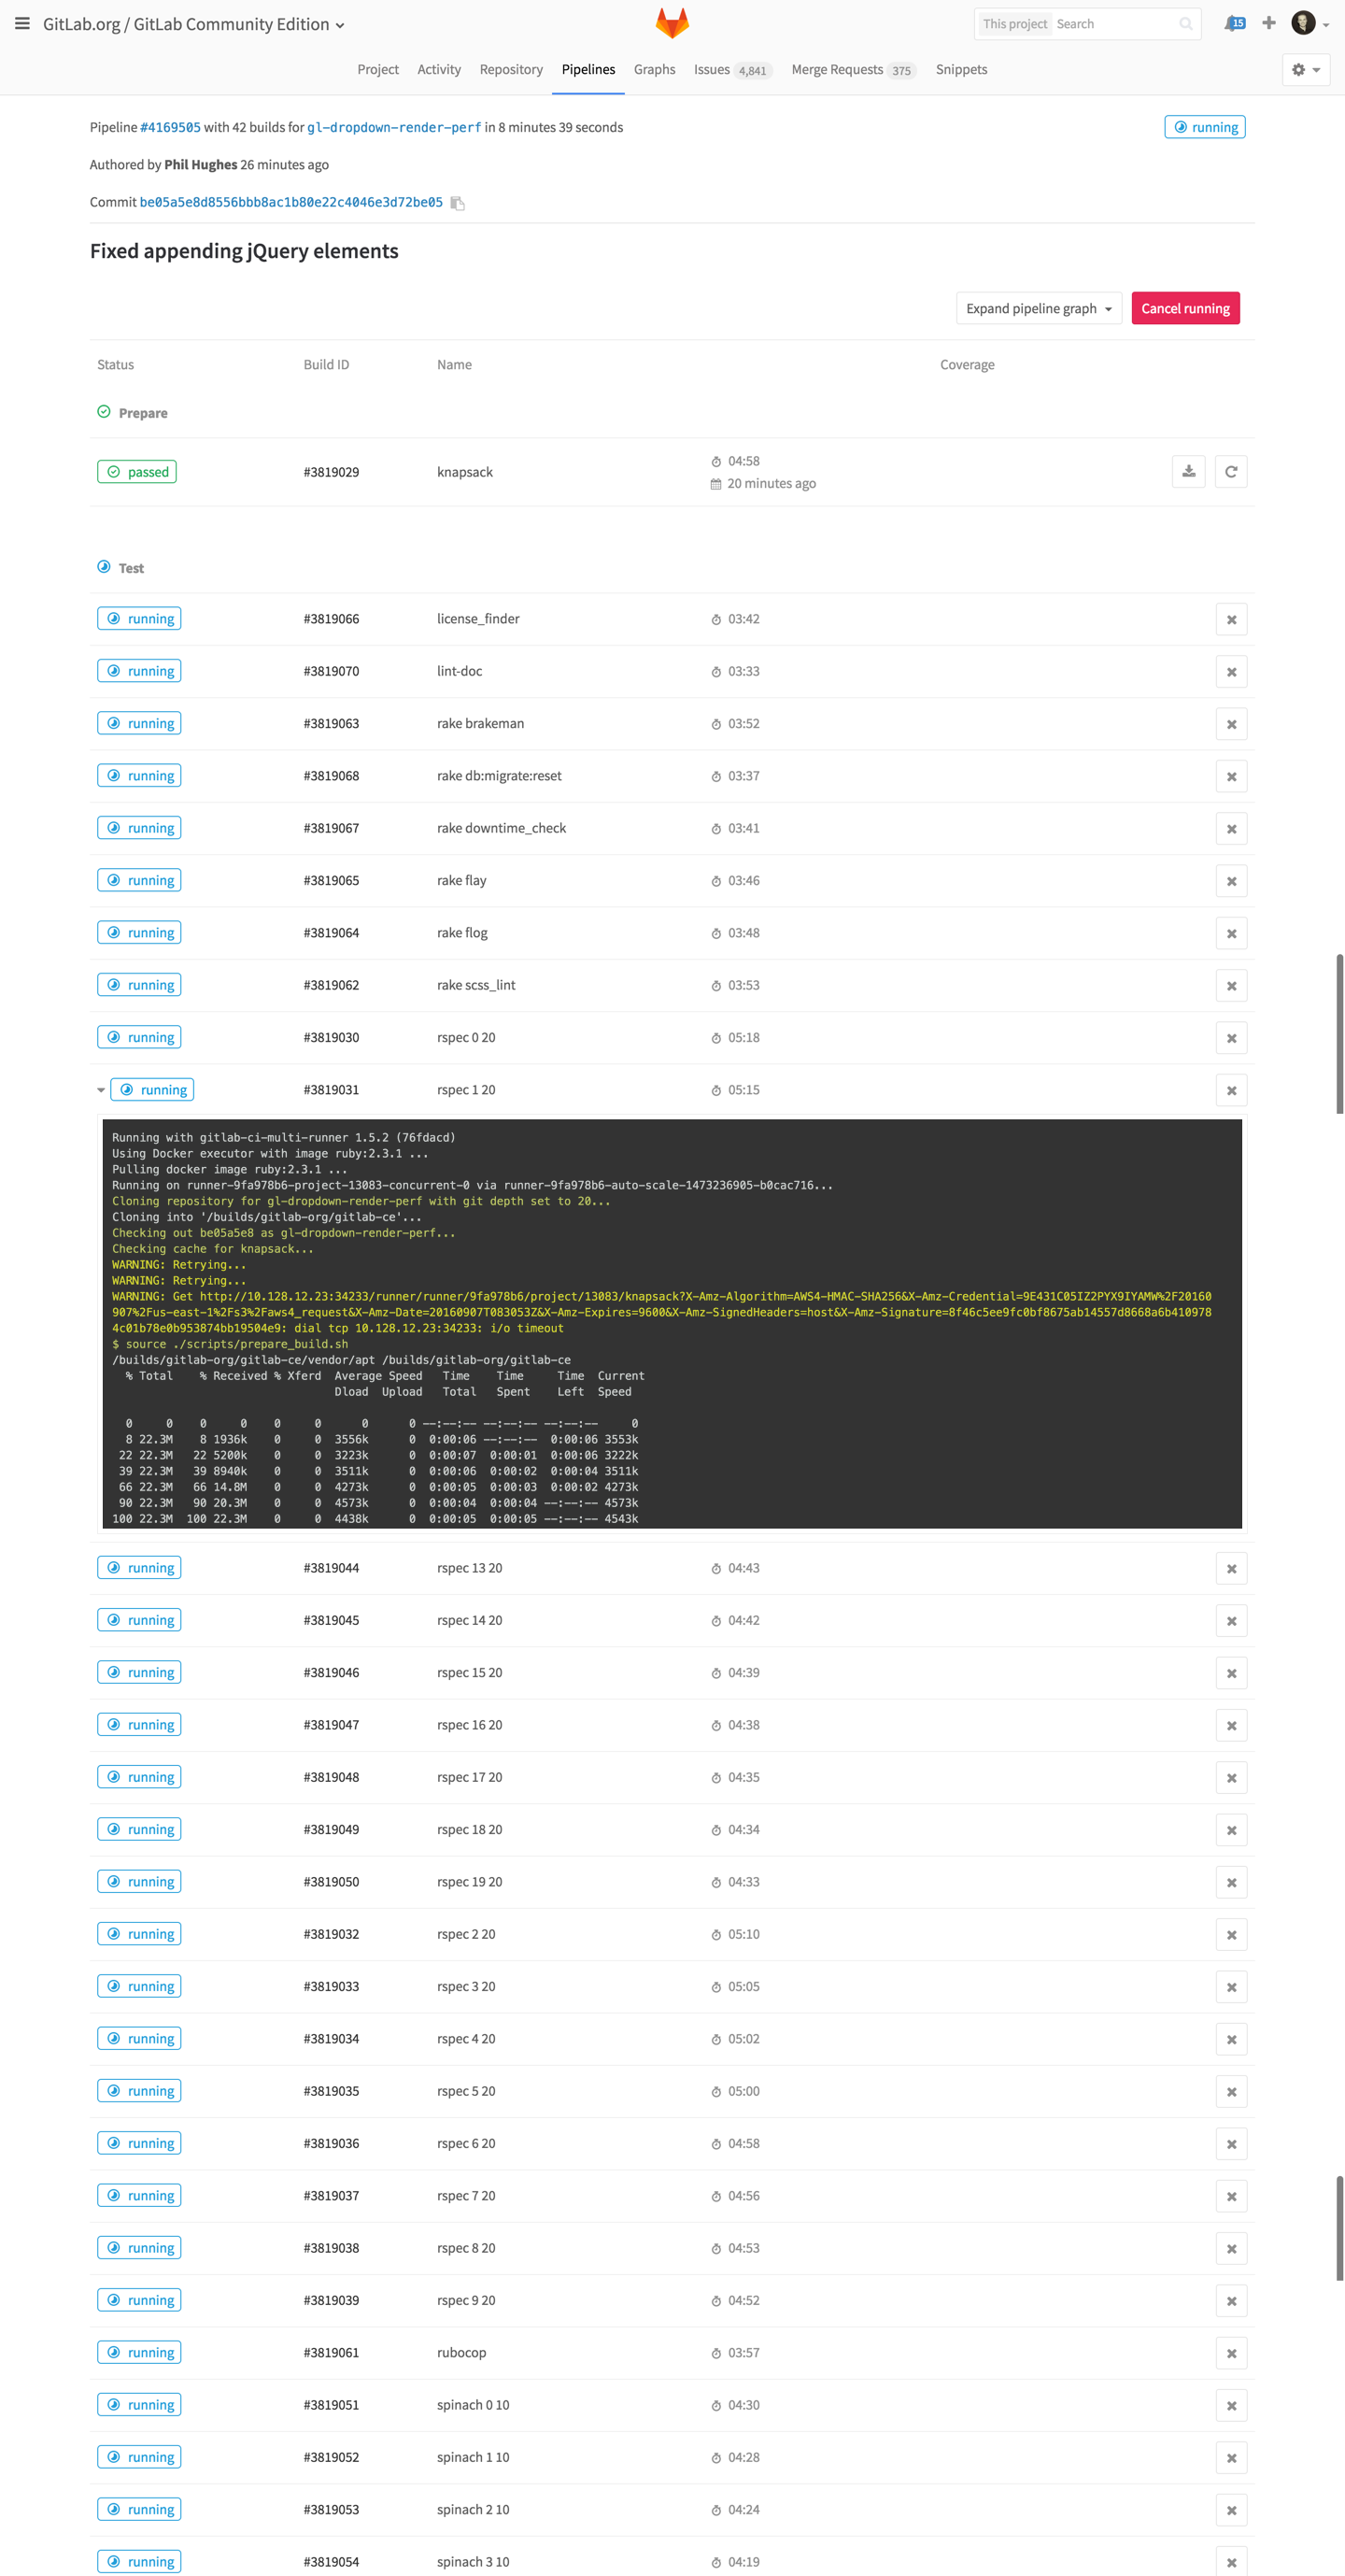 GitLab.org / GitLab Community Edition
This project Search
15
Project Activity Repository Pipelines Graphs Issues 4,841 Merge Requests 375 Snippets
Pipeline #4169505 with 42 builds for gl-dropdown-render-perf in 8 minutes 39 seconds
running
Authored by Phil Hughes 26 minutes ago
Commit be05a5e8d8556bbb8ac1b80e22c4046e3d72be05
Fixed appending jQuery elements
Expand pipeline graph Cancel running
Status Build ID Name Coverage
Prepare
passed #3819029 knapsack 04:58
20 minutes ago
Test
running #3819066 license_finder 03:42
running #3819070 lint-doc 03:33
running #3819063 rake brakeman 03:52
running #3819068 rake db:migrate:reset 03:37
running #3819067 rake downtime_check 03:41
running #3819065 rake flay 03:46
running #3819064 rake flog 03:48
running #3819062 rake scss_lint 03:53
running #3819030 rspec 0 20 05:18
running #3819031 rspec 1 20 05:15
Running with gitlab-ci-multi-runner 1.5.2 (76fdacd)
Using Docker executor with image ruby:2.3.1 ...
Pulling docker image ruby:2.3.1 ...
Running on runner-9fa978b6-project-13083-concurrent-0 via runner-9fa978b6-auto-scale-1473236905-b0cac716...
Cloning repository for gl-dropdown-render-perf with git depth set to 20...
Cloning into '/builds/gitlab-org/gitlab-ce'...
Checking out be05a5e8 as gl-dropdown-render-perf...
Checking cache for knapsack...
WARNING: Retrying...
WARNING: Retrying...
WARNING: Get http://10.128.12.23:34233/runner/runner/9fa978b6/project/13083/knapsack?X-Amz-Algorithm=AWS4-HMAC-SHA256&X-Amz-Credential=9E431C05IZ2PYX9IYAMW%2F20160
907%2Fus-east-1%2Fs3%2Faws4_request&X-Amz-Date=20160907T083053Z&X-Amz-Expires=9600&X-Amz-SignedHeaders=host&X-Amz-Signature=8f46c5ee9fc0bf8675ab14557d8668a6b410978
4c01b78e0b953874bb19504e9: dial tcp 10.128.12.23:34233: i/o timeout
$ source ./scripts/prepare_build.sh
/builds/gitlab-org/gitlab-ce/vendor/apt /builds/gitlab-org/gitlab-ce
% Total % Received % Xferd Average Speed Time Time Time Current
Dload Upload Total Spent Left Speed
0 0 0 0 0 0 0 0 --:--:-- --:--:-- --:--:-- 0
8 22.3M 8 1936k 0 0 3556k 0 0:00:06 --:--:-- 0:00:06 3553k
22 22.3M 22 5200k 0 0 3223k 0 0:00:07 0:00:01 0:00:06 3222k
39 22.3M 39 8940k 0 0 3511k 0 0:00:06 0:00:02 0:00:04 3511k
66 22.3M 66 14.8M 0 0 4273k 0 0:00:05 0:00:03 0:00:02 4273k
90 22.3M 90 20.3M 0 0 4573k 0 0:00:04 0:00:04 --:--:-- 4573k
100 22.3M 100 22.3M 0 0 4438k 0 0:00:05 0:00:05 --:--:-- 4543k
running #3819044 rspec 13 20 04:43
running #3819045 rspec 14 20 04:42
running #3819046 rspec 15 20 04:39
running #3819047 rspec 16 20 04:38
running #3819048 rspec 17 20 04:35
running #3819049 rspec 18 20 04:34
running #3819050 rspec 19 20 04:33
running #3819032 rspec 2 20 05:10
running #3819033 rspec 3 20 05:05
running #3819034 rspec 4 20 05:02
running #3819035 rspec 5 20 05:00
running #3819036 rspec 6 20 04:58
running #3819037 rspec 7 20 04:56
running #3819038 rspec 8 20 04:53
running #3819039 rspec 9 20 04:52
running #3819061 rubocop 03:57
running #3819051 spinach 0 10 04:30
running #3819052 spinach 1 10 04:28
running #3819053 spinach 2 10 04:24
running #3819054 spinach 3 10 04:19